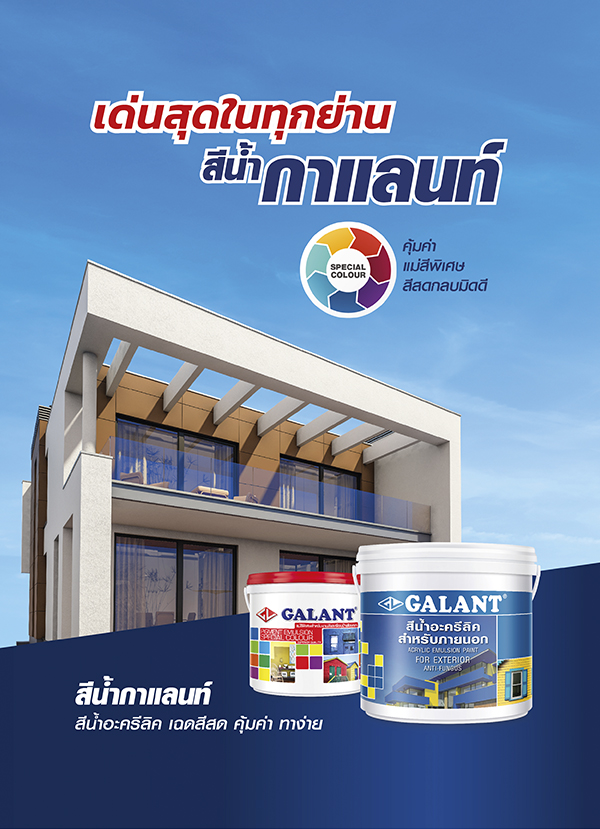 เด่นสุดในทุกย่าน
สีน้ำ กาแลนท์
SPECIAL
COLOUR
คุ้มค่า
แม่สีพิเศษ
สีสดกลบมิดดี
GALANT
PIGMENT EMULSION
SPECIAL COLOUR
GALANT®
สีน้ำอะครีลิค
สำหรับภายนอก
ACRYLIC EMULSION PAINT
FOR EXTERIOR
ANTI-FUNGUS
สีน้ำกาแลนท์
สีน้ำอะครีลิค เฉดสีสด คุ้มค่า ทาง่าย